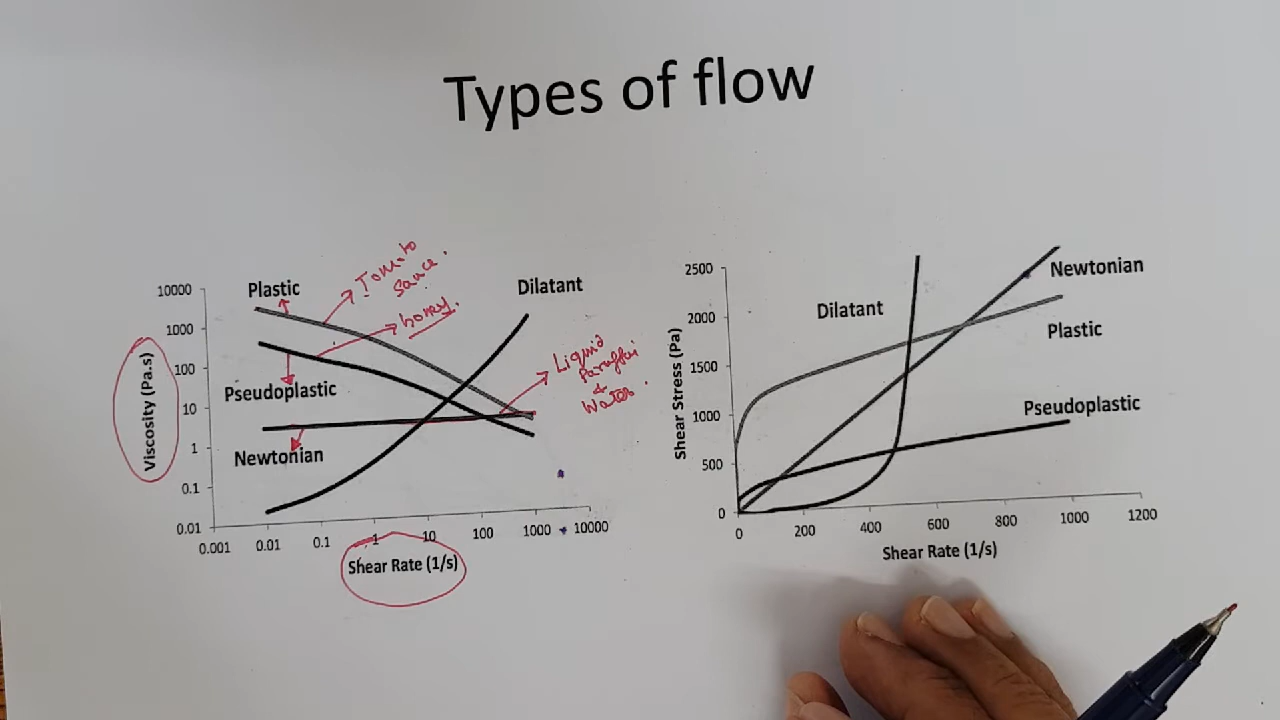 Types of flow
Tomato
Sauce.
honey.
Liquid
Paraffin
&
Water.
Plastic
Dilatant
Pseudoplastic
Newtonian
10000
1000
100
10
1
0.1
0.01
Viscosity (Pa.s)
0.001
0.01
0.1
1
10
100
1000
10000
Shear Rate (1/s)
2500
2000
1500
1000
500
0
Shear Stress (Pa)
Dilatant
Newtonian
Plastic
Pseudoplastic
0
200
400
600
800
1000
1200
Shear Rate (1/s)